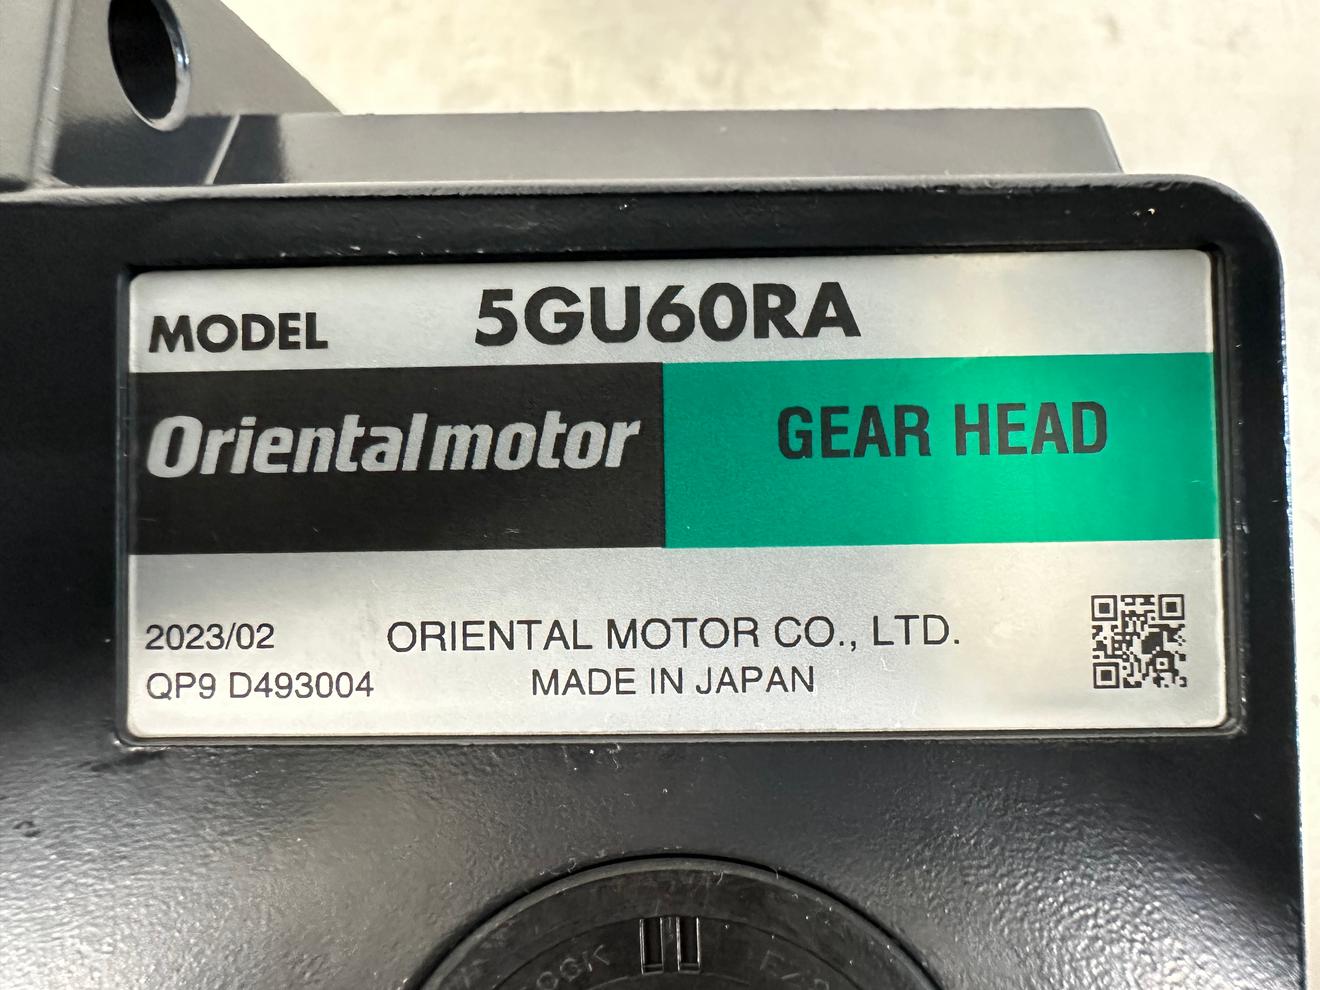 MODEL 5GU60RA
Orientalmotor GEAR HEAD
2023/02 ORIENTAL MOTOR CO., LTD.
QP9 D493004 MADE IN JAPAN